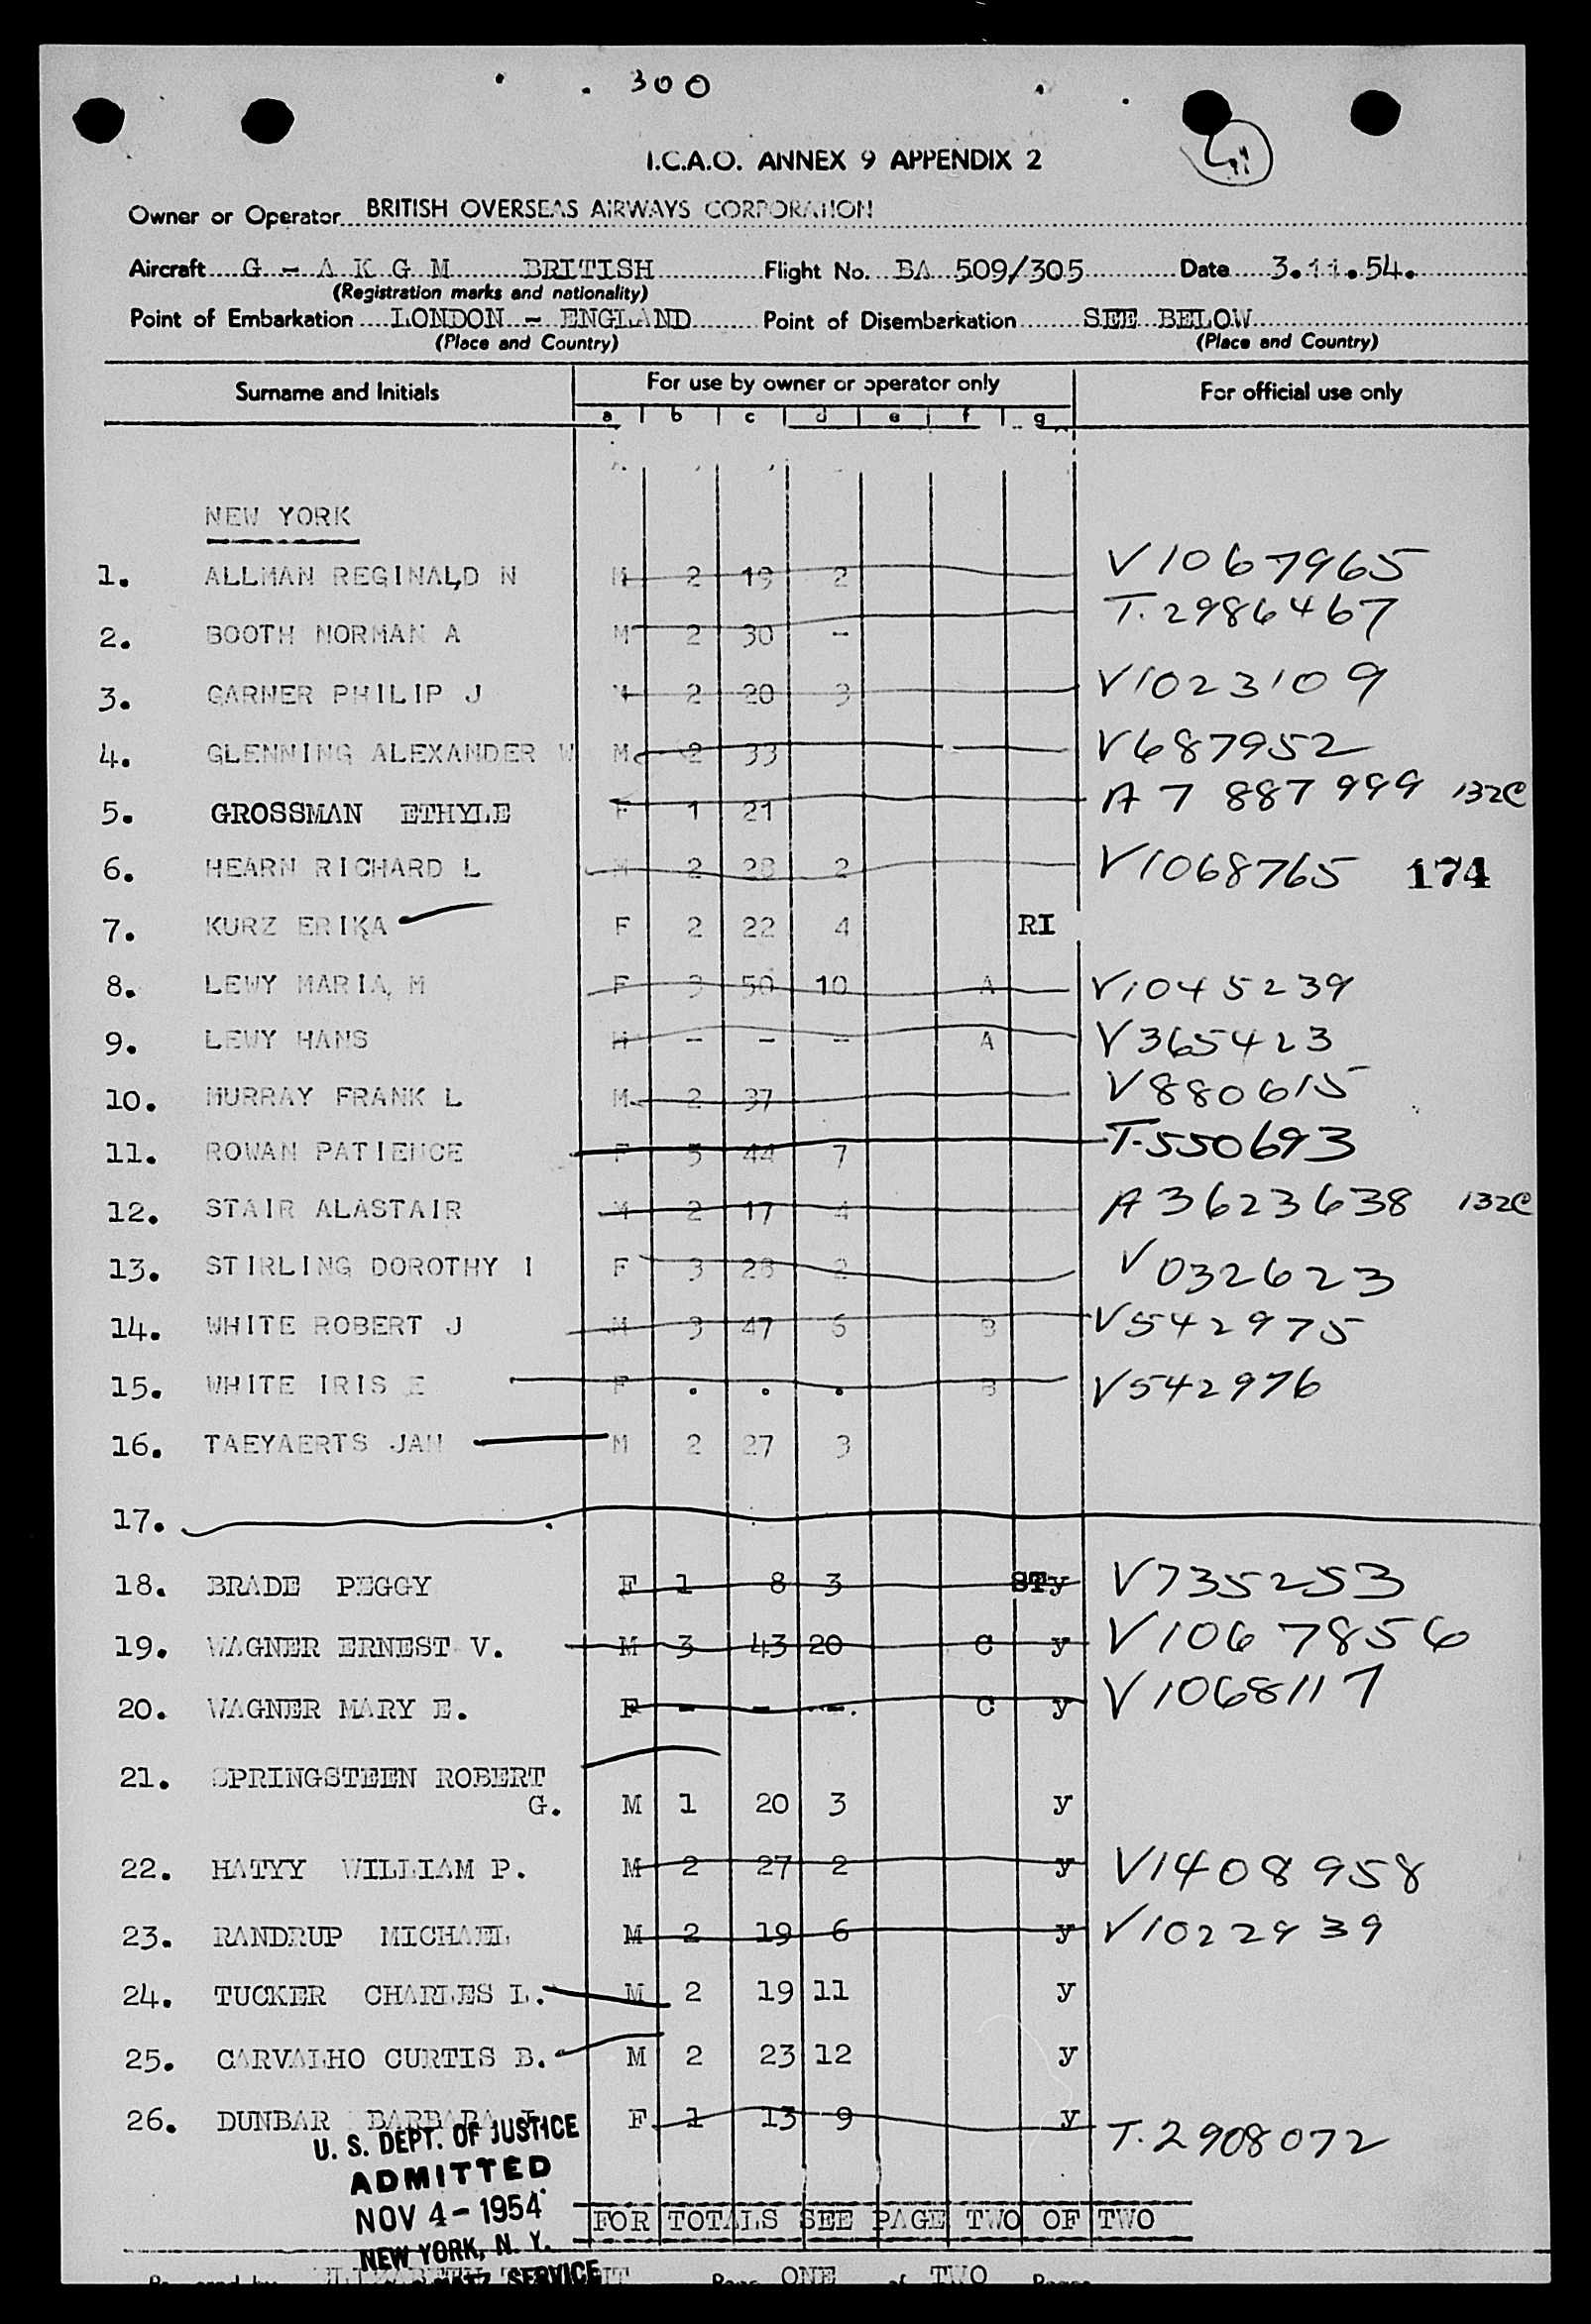 300
I.C.A.O. ANNEX 9 APPENDIX 2
Owner or Operator BRITISH OVERSEAS AIRWAYS CORPORATION
Aircraft G - A K G M BRITISH Flight No. BA 509/305 Date 3.11.54.
(Registration marks and nationality)
Point of Embarkation LONDON - ENGLAND Point of Disembarkation SEE BELOW
(Place and Country) (Place and Country)
Surname and Initials For use by owner or operator only For official use only
a b c d e f g
NEW YORK
1. ALLMAN REGINALD N M 2 19 2 V1067965
2. BOOTH NORMAN A M 2 30 - T.2986467
3. GARNER PHILIP J M 2 20 3 V1023109
4. GLENNING ALEXANDER W M 2 33 V687952
5. GROSSMAN ETHYLE F 1 21 A7 887 999 132C
6. HEARN RICHARD L M 2 28 2 V1068765 174
7. KURZ ERIKA F 2 22 4 RI
8. LEWY MARIA M F 3 50 10 A V1045239
9. LEWY HANS M - - - A V365423
10. MURRAY FRANK L M 2 37 V880615
11. ROWAN PATIENCE F 5 44 7 T-550693
12. STAIR ALASTAIR M 2 17 4 A3623638 132C
13. STIRLING DOROTHY I F 3 28 2 V032623
14. WHITE ROBERT J M 3 47 6 B V542975
15. WHITE IRIS E F . . . B V542976
16. TAEYAERTS JAN M 2 27 3
17.
18. BRADE PEGGY F 1 8 3 STy V735253
19. WAGNER ERNEST V. M 3 43 20 C y V1067856
20. WAGNER MARY E. F - - -. C y V1068117
21. SPRINGSTEEN ROBERT
G. M 1 20 3 y
22. HATYY WILLIAM P. M 2 27 2 y V1408958
23. RANDRUP MICHAEL M 2 19 6 y V1022939
24. TUCKER CHARLES L. M 2 19 11 y
25. CARVALHO CURTIS B. M 2 23 12 y
26. DUNBAR BARBARA F 1 13 9 y T.2908072
U. S. DEPT. OF JUSTICE
ADMITTED
NOV 4 - 1954
FOR TOTALS SEE PAGE TWO OF TWO
NEW YORK, N. Y.
SERVICE
Page ONE of TWO Pages